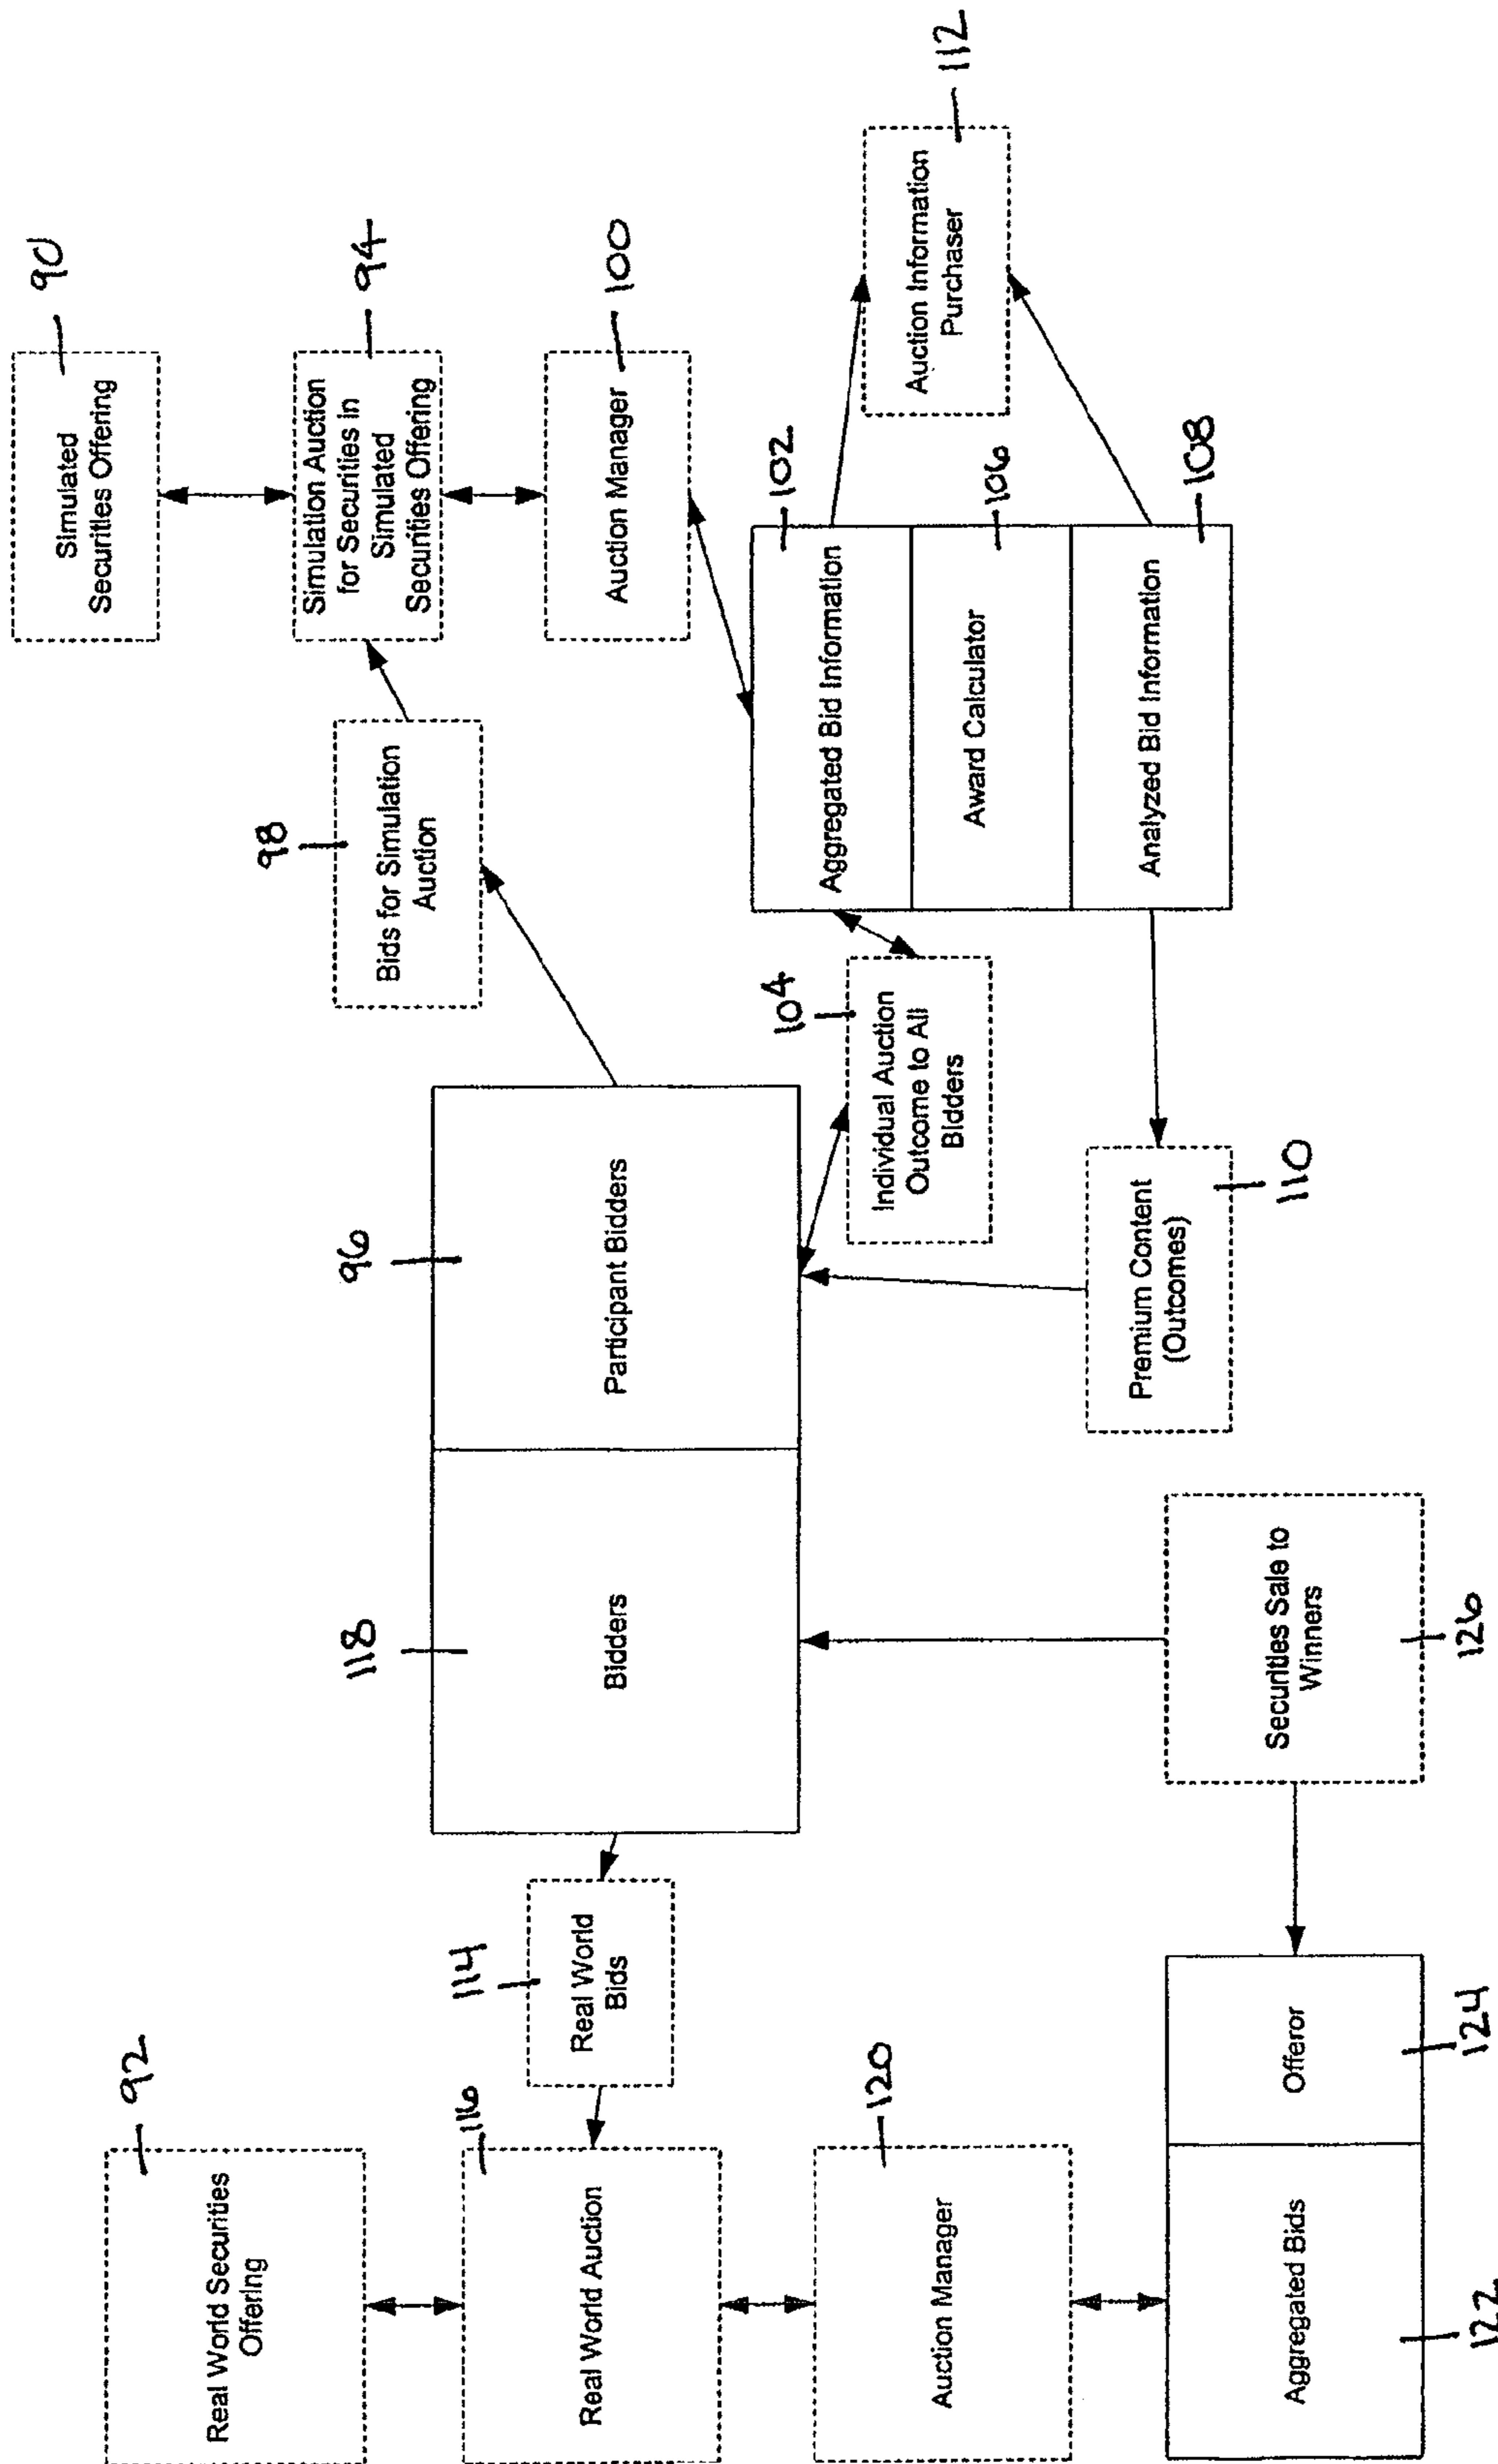 Real World Securities
Offering
92
Real World Auction
116
Auction Manager
120
Aggregated Bids
122
Offeror
124
Real World
Bids
114
Bidders
118
Participant Bidders
96
Securities Sale to
Winners
126
Simulated
Securities Offering
90
Simulation Auction
for Securities in
Simulated
Securities Offering
94
Bids for Simulation
Auction
98
Auction Manager
100
Aggregated Bid Information
102
Award Calculator
106
Analyzed Bid Information
108
Individual Auction
Outcome to All
Bidders
104
Premium Content
(Outcomes)
110
Auction Information
Purchaser
112